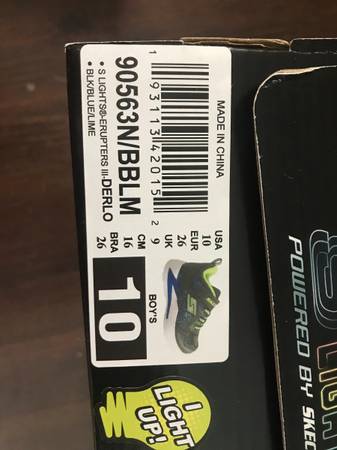 90563N/BBLM
• S LIGHTS®-ERUPTERS III-DERLO
• BLK/BLUE/LIME
1 93113 42015 2
MADE IN CHINA
USA EUR UK CM BRA
10 26 9 16 26
BOY'S
10
I
LIGHT
UP!
S LIGH
POWERED BY SKEC